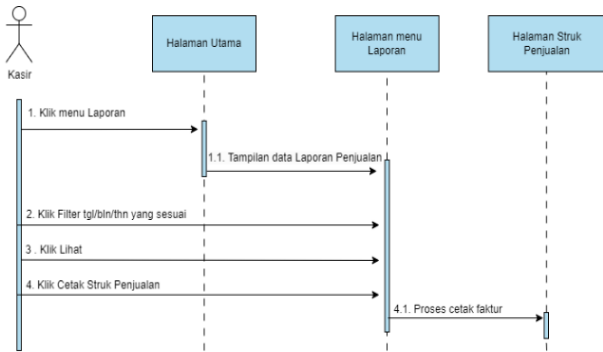 Halaman Utama
Halaman menu
Laporan
Halaman Struk
Penjualan
Kasir
1. Klik menu Laporan
1.1. Tampilan data Laporan Penjualan
2. Klik Filter tgl/bln/thn yang sesuai
3 . Klik Lihat
4. Klik Cetak Struk Penjualan
4.1. Proses cetak faktur